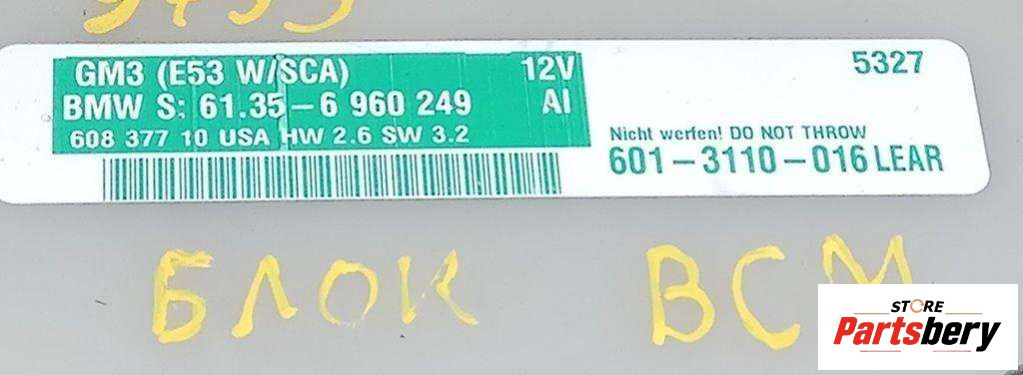 GM3 (E53 W/SCA) 12V 5327
BMW S: 61.35-6 960 249 AI
608 377 10 USA HW 2.6 SW 3.2
Nicht werfen! DO NOT THROW
601-3110-016 LEAR
БЛОК BCM
STORE
Partsbery